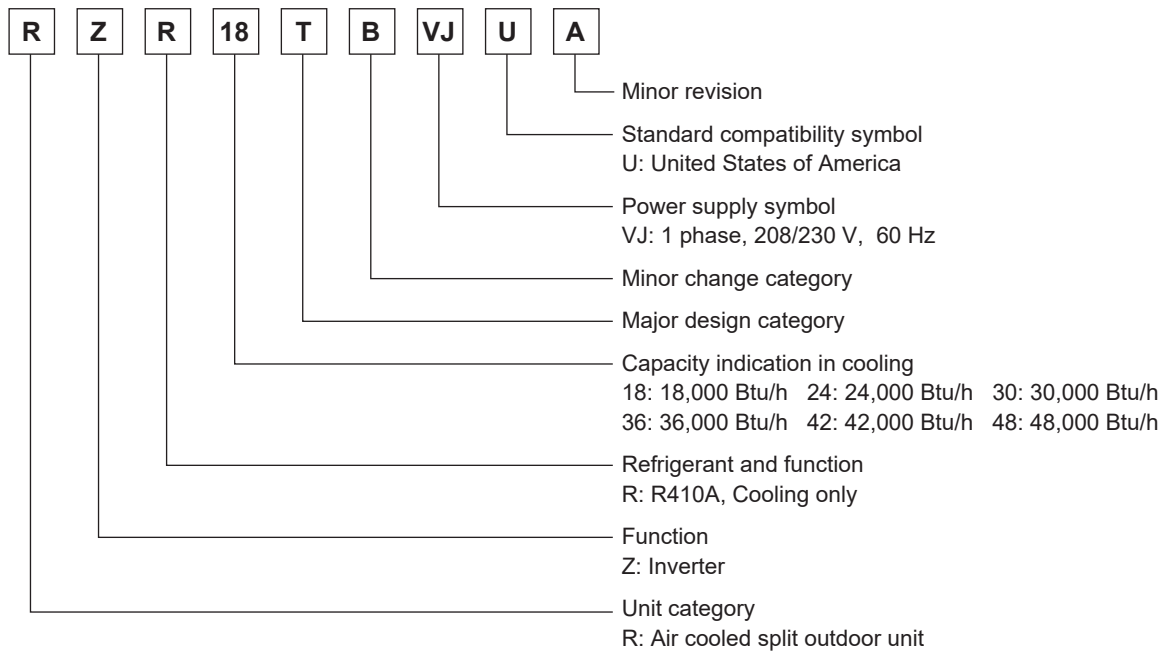 R Z R 18 T B VJ U A
Minor revision
Standard compatibility symbol
U: United States of America
Power supply symbol
VJ: 1 phase, 208/230 V, 60 Hz
Minor change category
Major design category
Capacity indication in cooling
18: 18,000 Btu/h 24: 24,000 Btu/h 30: 30,000 Btu/h
36: 36,000 Btu/h 42: 42,000 Btu/h 48: 48,000 Btu/h
Refrigerant and function
R: R410A, Cooling only
Function
Z: Inverter
Unit category
R: Air cooled split outdoor unit